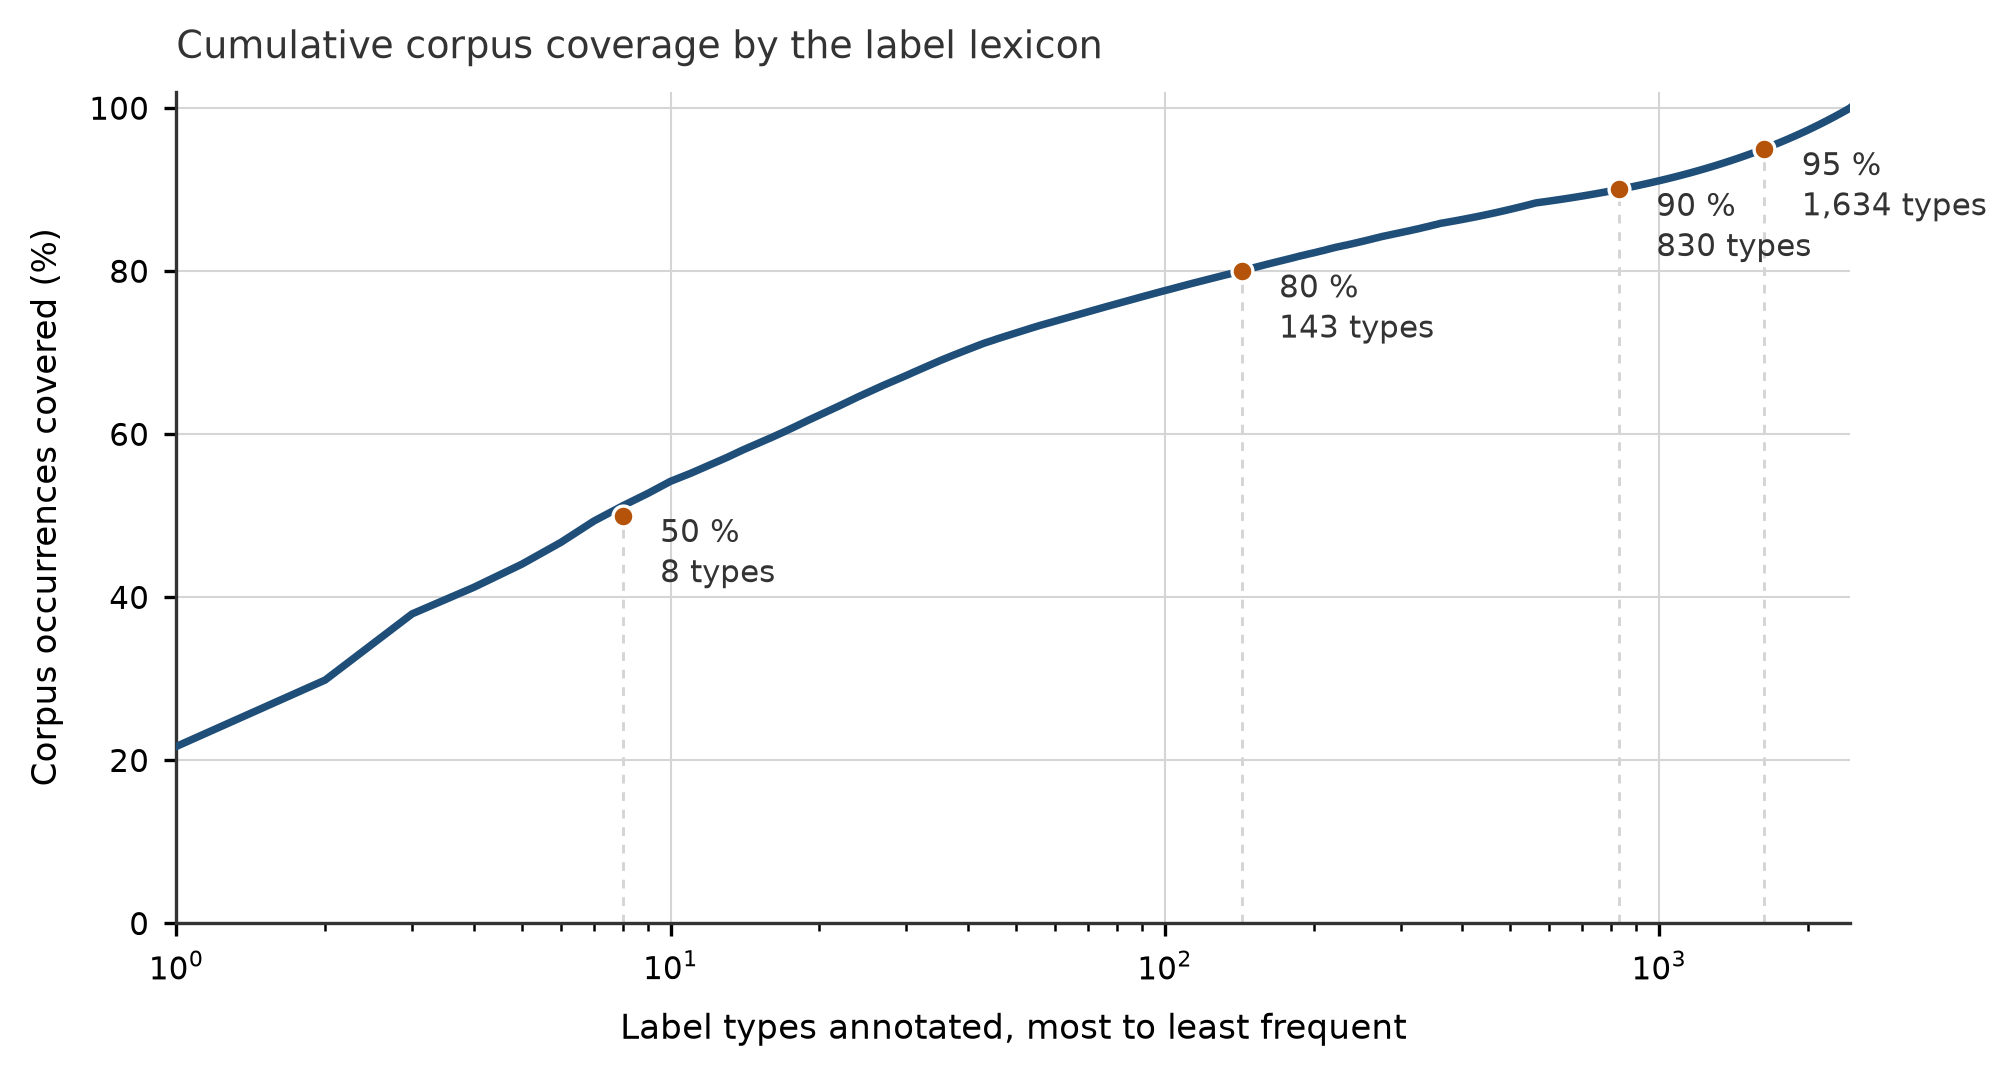 Cumulative corpus coverage by the label lexicon
Corpus occurrences covered (%)
100
80
60
40
20
0
50 %
8 types
80 %
143 types
90 %
830 types
95 %
1,634 types
10⁰ 10¹ 10² 10³
Label types annotated, most to least frequent